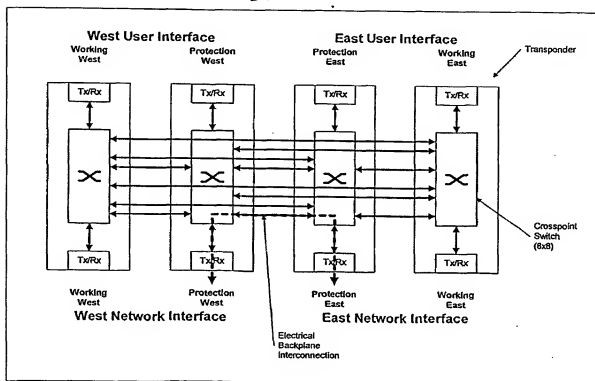 West User Interface
East User Interface
Working West
Protection West
Protection East
Working East
Transponder
Tx/Rx
Tx/Rx
Tx/Rx
Tx/Rx
Crosspoint Switch (8x8)
Tx/Rx
Tx/Rx
Tx/Rx
Tx/Rx
Working West
Protection West
Protection East
Working East
West Network Interface
East Network Interface
Electrical Backplane Interconnection